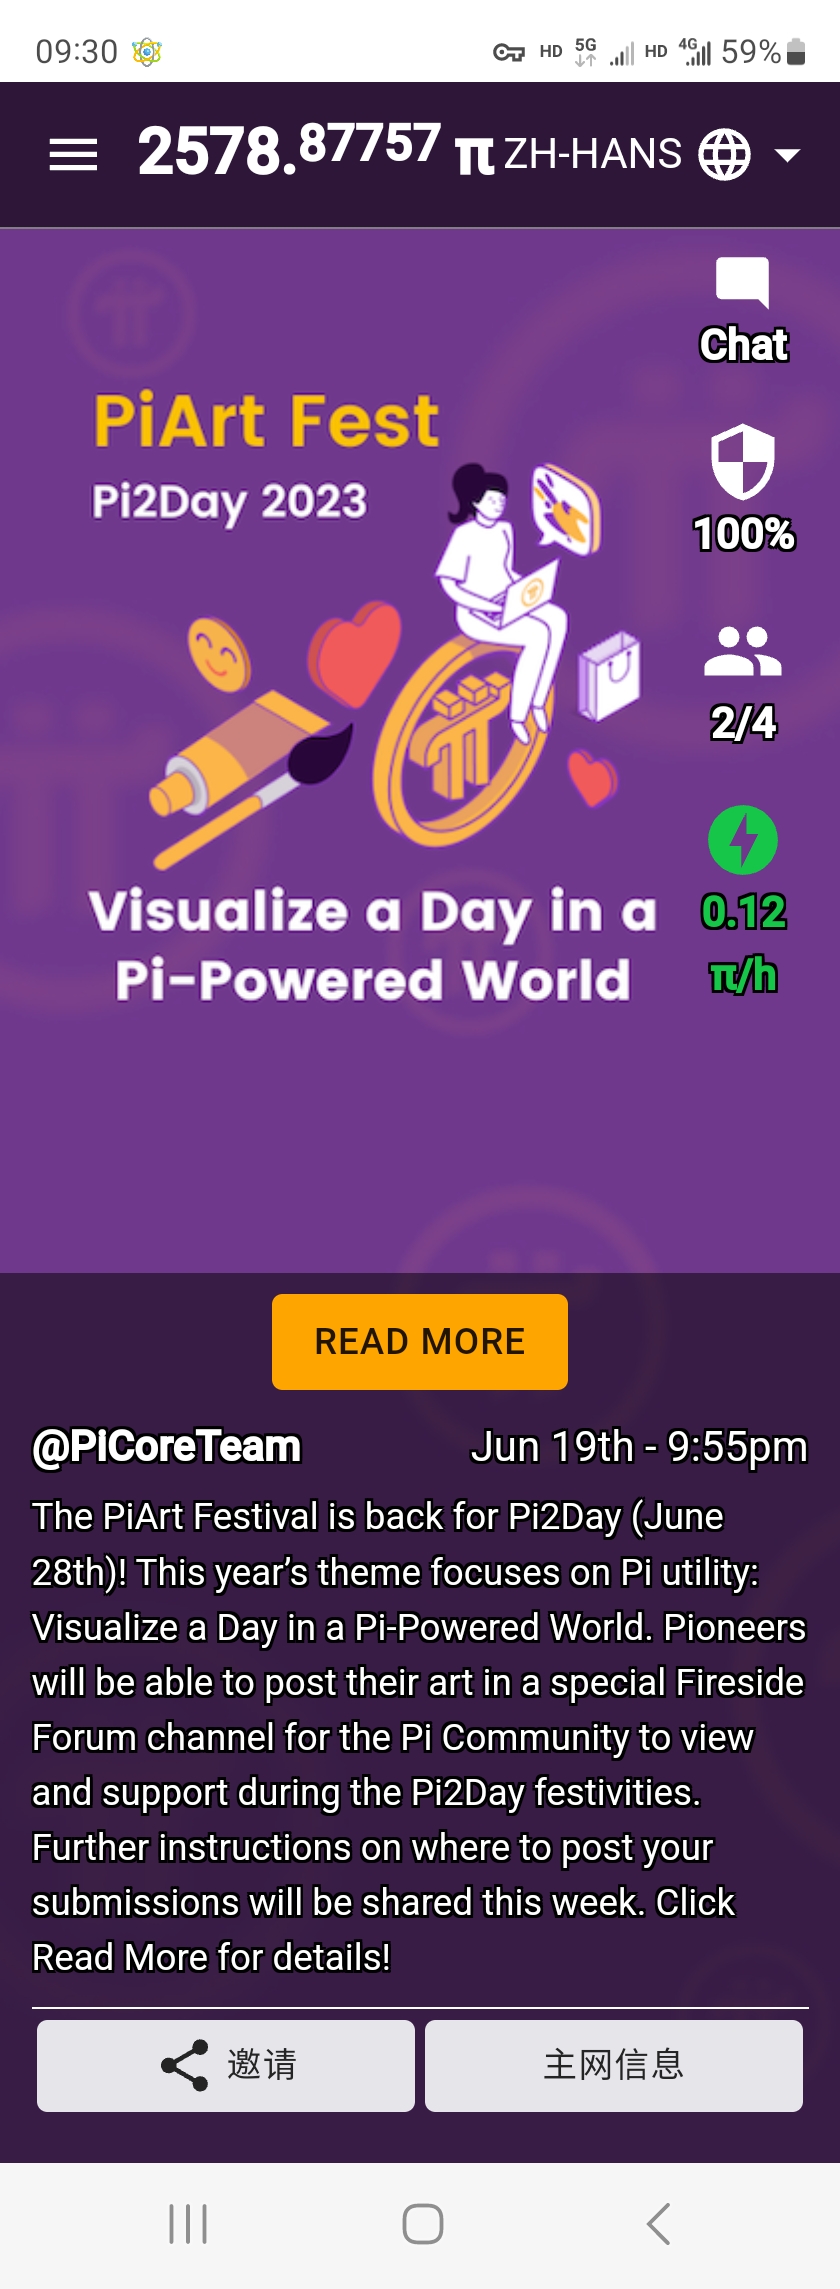 09:30 HD 5G HD 4G 59%
2578.87757 π ZH-HANS
Chat
PiArt Fest
Pi2Day 2023
100%
2/4
0.12
π/h
Visualize a Day in a
Pi-Powered World
READ MORE
@PiCoreTeam Jun 19th - 9:55pm
The PiArt Festival is back for Pi2Day (June
28th)! This year’s theme focuses on Pi utility:
Visualize a Day in a Pi-Powered World. Pioneers
will be able to post their art in a special Fireside
Forum channel for the Pi Community to view
and support during the Pi2Day festivities.
Further instructions on where to post your
submissions will be shared this week. Click
Read More for details!
邀请 主网信息